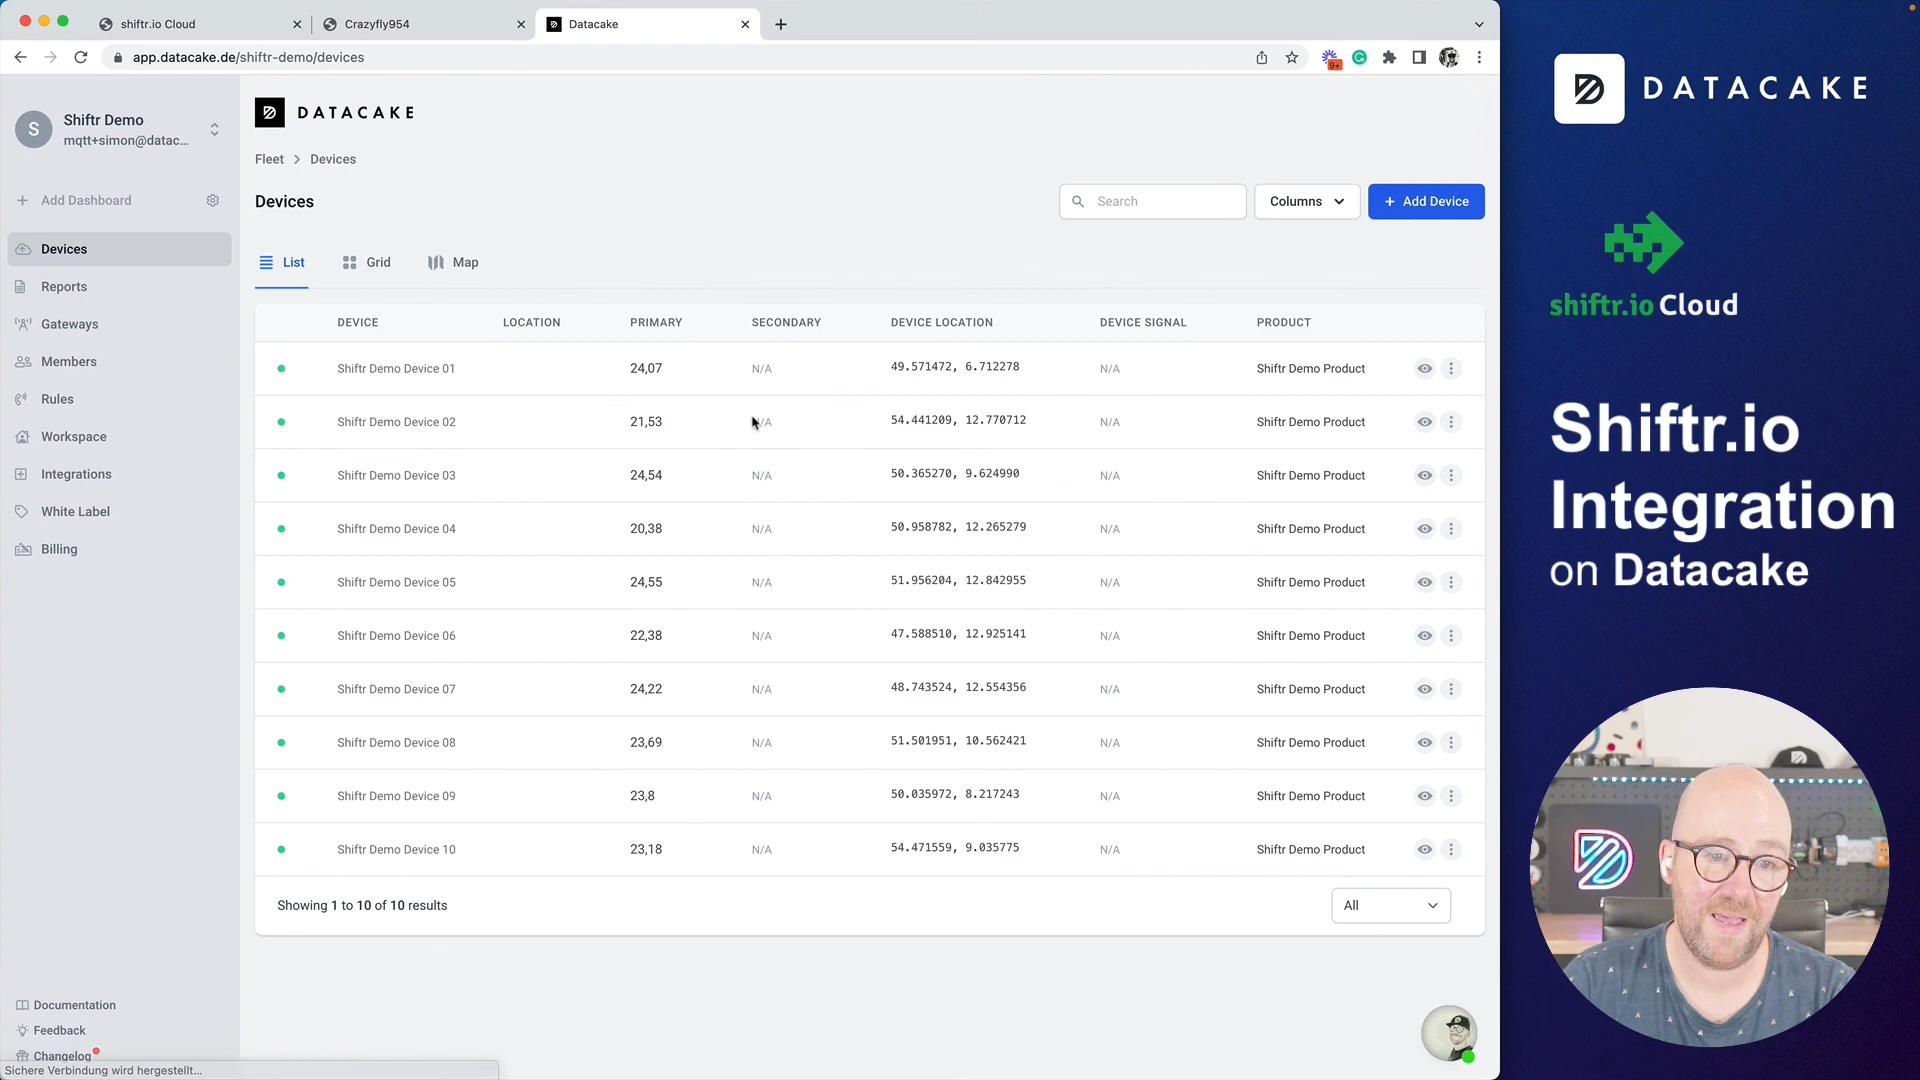 shiftr.io Cloud
Crazyfly954
Datacake
app.datacake.de/shiftr-demo/devices
9+
S
Shiftr Demo
mqtt+simon@datac...
DATACAKE
Fleet > Devices
Add Dashboard
Devices
Search
Columns
+ Add Device
Devices
Reports
Gateways
Members
Rules
Workspace
Integrations
White Label
Billing
List
Grid
Map
DEVICE LOCATION PRIMARY SECONDARY DEVICE LOCATION DEVICE SIGNAL PRODUCT
Shiftr Demo Device 01 24,07 N/A 49.571472, 6.712278 N/A Shiftr Demo Product
Shiftr Demo Device 02 21,53 N/A 54.441209, 12.770712 N/A Shiftr Demo Product
Shiftr Demo Device 03 24,54 N/A 50.365270, 9.624990 N/A Shiftr Demo Product
Shiftr Demo Device 04 20,38 N/A 50.958782, 12.265279 N/A Shiftr Demo Product
Shiftr Demo Device 05 24,55 N/A 51.956204, 12.842955 N/A Shiftr Demo Product
Shiftr Demo Device 06 22,38 N/A 47.588510, 12.925141 N/A Shiftr Demo Product
Shiftr Demo Device 07 24,22 N/A 48.743524, 12.554356 N/A Shiftr Demo Product
Shiftr Demo Device 08 23,69 N/A 51.501951, 10.562421 N/A Shiftr Demo Product
Shiftr Demo Device 09 23,8 N/A 50.035972, 8.217243 N/A Shiftr Demo Product
Shiftr Demo Device 10 23,18 N/A 54.471559, 9.035775 N/A Shiftr Demo Product
Showing 1 to 10 of 10 results
All
Documentation
Feedback
Changelog
Sichere Verbindung wird hergestellt...
DATACAKE
shiftr.io Cloud
Shiftr.io
Integration
on Datacake